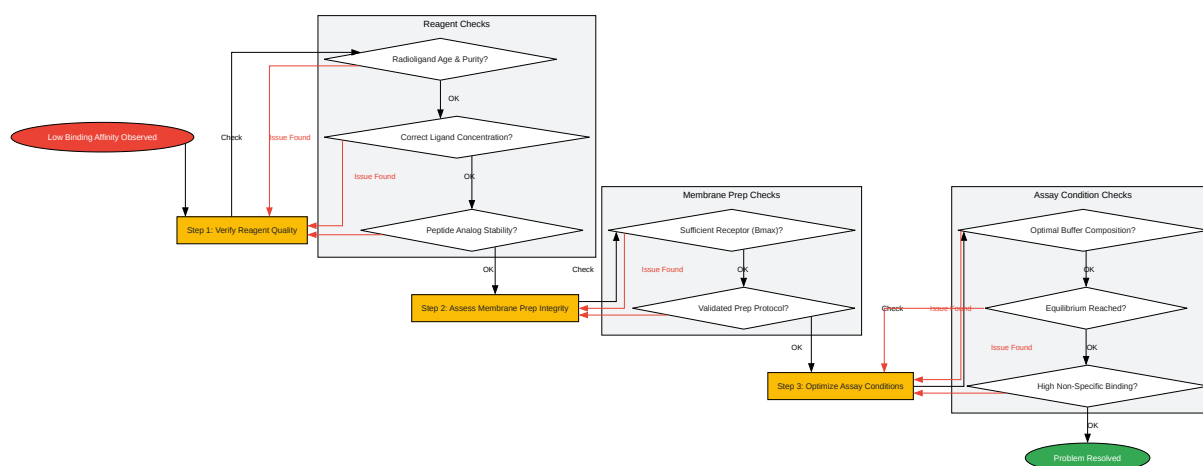 Reagent Checks
Radioligand Age & Purity?
OK
Low Binding Affinity Observed
Check
Issue Found
Correct Ligand Concentration?
Issue Found
OK
Step 1: Verify Reagent Quality
Peptide Analog Stability?
OK
Membrane Prep Checks
Sufficient Receptor (Bmax)?
Check
Issue Found
OK
Step 2: Assess Membrane Prep Integrity
Validated Prep Protocol?
OK
Assay Condition Checks
Optimal Buffer Composition?
OK
Check
Issue Found
Equilibrium Reached?
Issue Found
OK
Step 3: Optimize Assay Conditions
High Non-Specific Binding?
OK
Problem Resolved